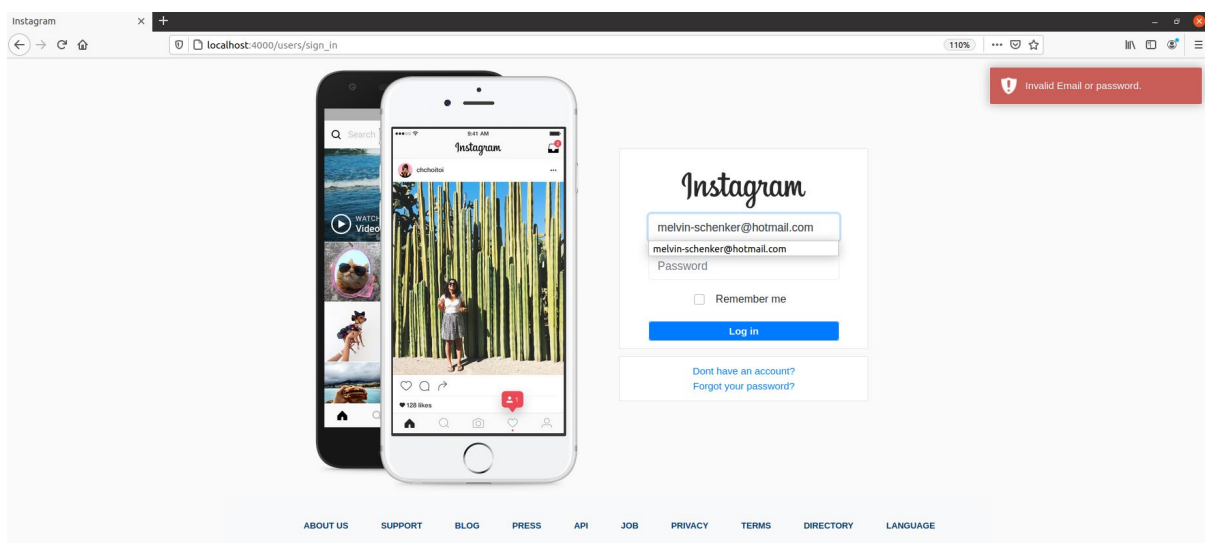 Instagram
localhost:4000/users/sign_in
110%
Invalid Email or password.
Search
9:41 AM
Instagram
chchoitoi
WATCH
Video
128 likes
1
Instagram
melvin-schenker@hotmail.com
melvin-schenker@hotmail.com
Password
Remember me
Log in
Dont have an account?
Forgot your password?
ABOUT US SUPPORT BLOG PRESS API JOB PRIVACY TERMS DIRECTORY LANGUAGE